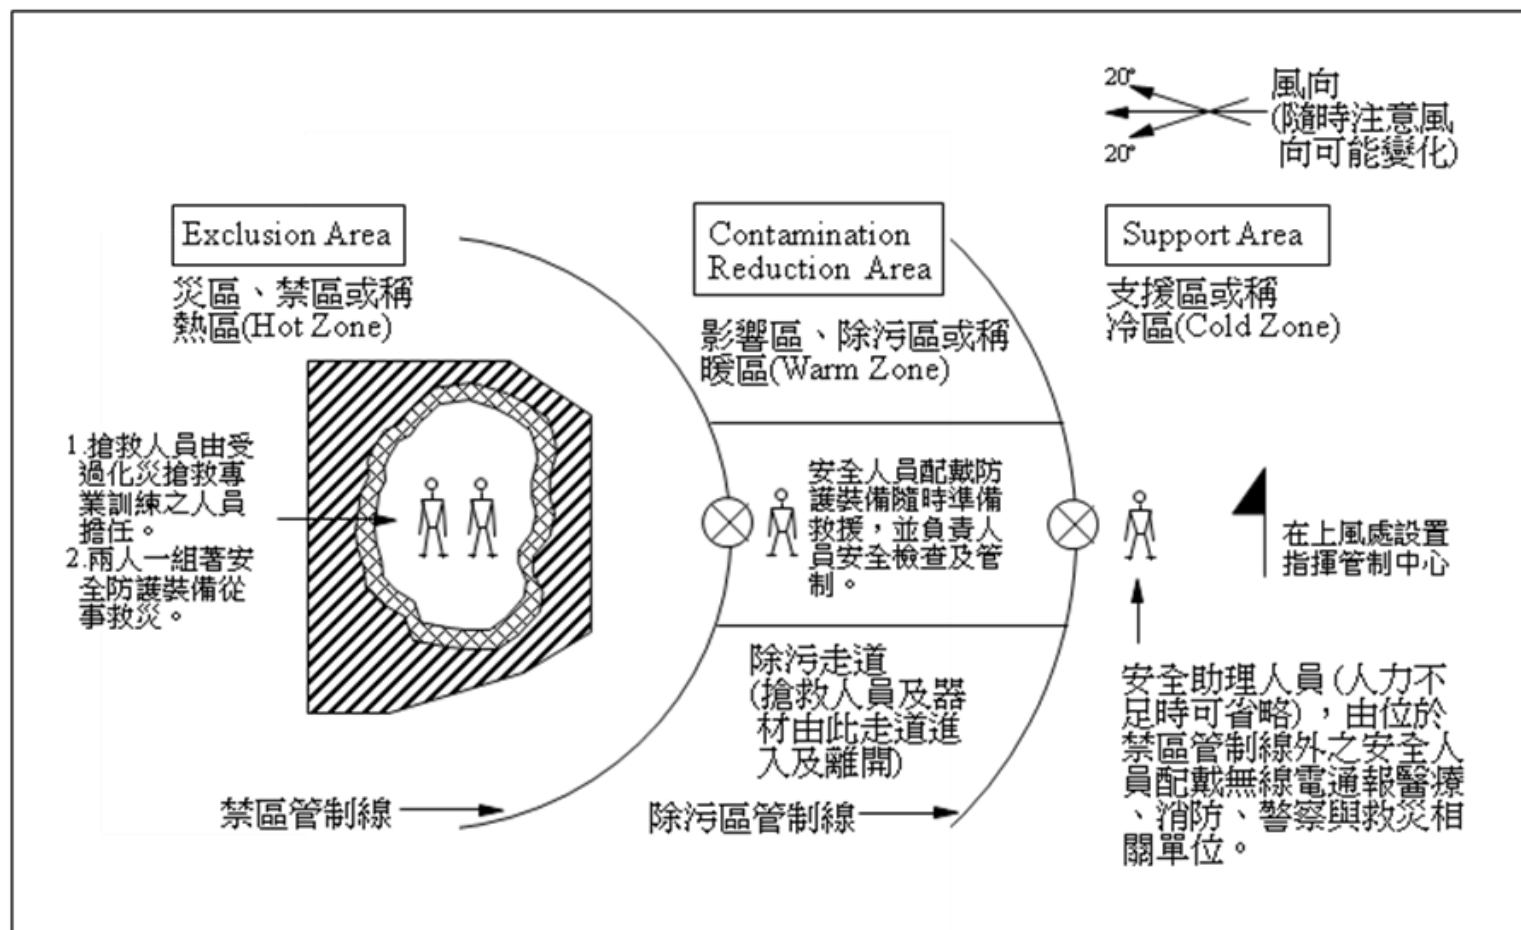 20°
20°
風向
(隨時注意風
向可能變化)
Exclusion Area
災區、禁區或稱
熱區(Hot Zone)
Contamination
Reduction Area
影響區、除污區或稱
暖區(Warm Zone)
Support Area
支援區或稱
冷區(Cold Zone)
1.搶救人員由受
過化災搶救專
業訓練之人員
擔任。
2.兩人一組著安
全防護裝備從
事救災。
安全人員配戴防
護裝備隨時準備
救援，並負責人
員安全檢查及管
制。
在上風處設置
指揮管制中心
除污走道
(搶救人員及器
材由此走道進
入及離開)
安全助理人員(人力不
足時可省略)，由位於
禁區管制線外之安全人
員配戴無線電通報醫療
、消防、警察與救災相
關單位。
禁區管制線
除污區管制線